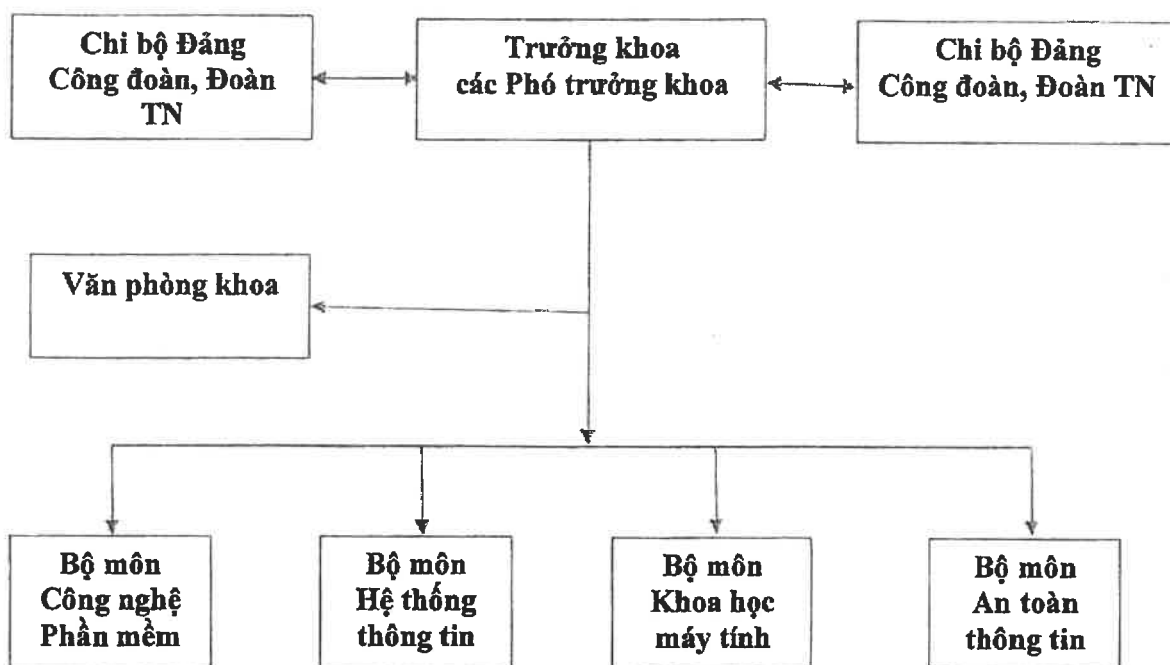 Chi bộ Đảng
Công đoàn, Đoàn
TN
Trưởng khoa
các Phó trưởng khoa
Chi bộ Đảng
Công đoàn, Đoàn TN
Văn phòng khoa
Bộ môn
Công nghệ
Phần mềm
Bộ môn
Hệ thống
thông tin
Bộ môn
Khoa học
máy tính
Bộ môn
An toàn
thông tin